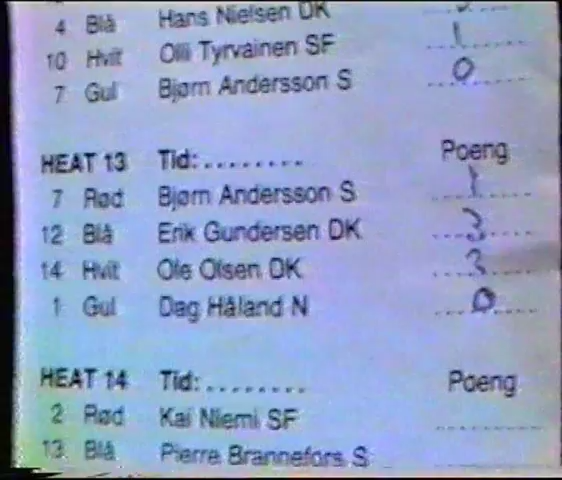 4 Blå Hans Nielsen DK
10 Hvit Olli Tyrvainen SF 1
7 Gul Bjørn Andersson S 0
HEAT 13 Tid:........ Poeng
7 Rød Bjørn Andersson S 1
12 Blå Erik Gundersen DK 3
14 Hvit Ole Olsen DK 3
1 Gul Dag Håland N 0
HEAT 14 Tid:........ Poeng
2 Rød Kai Niemi SF
13 Blå Pierre Brannefors S